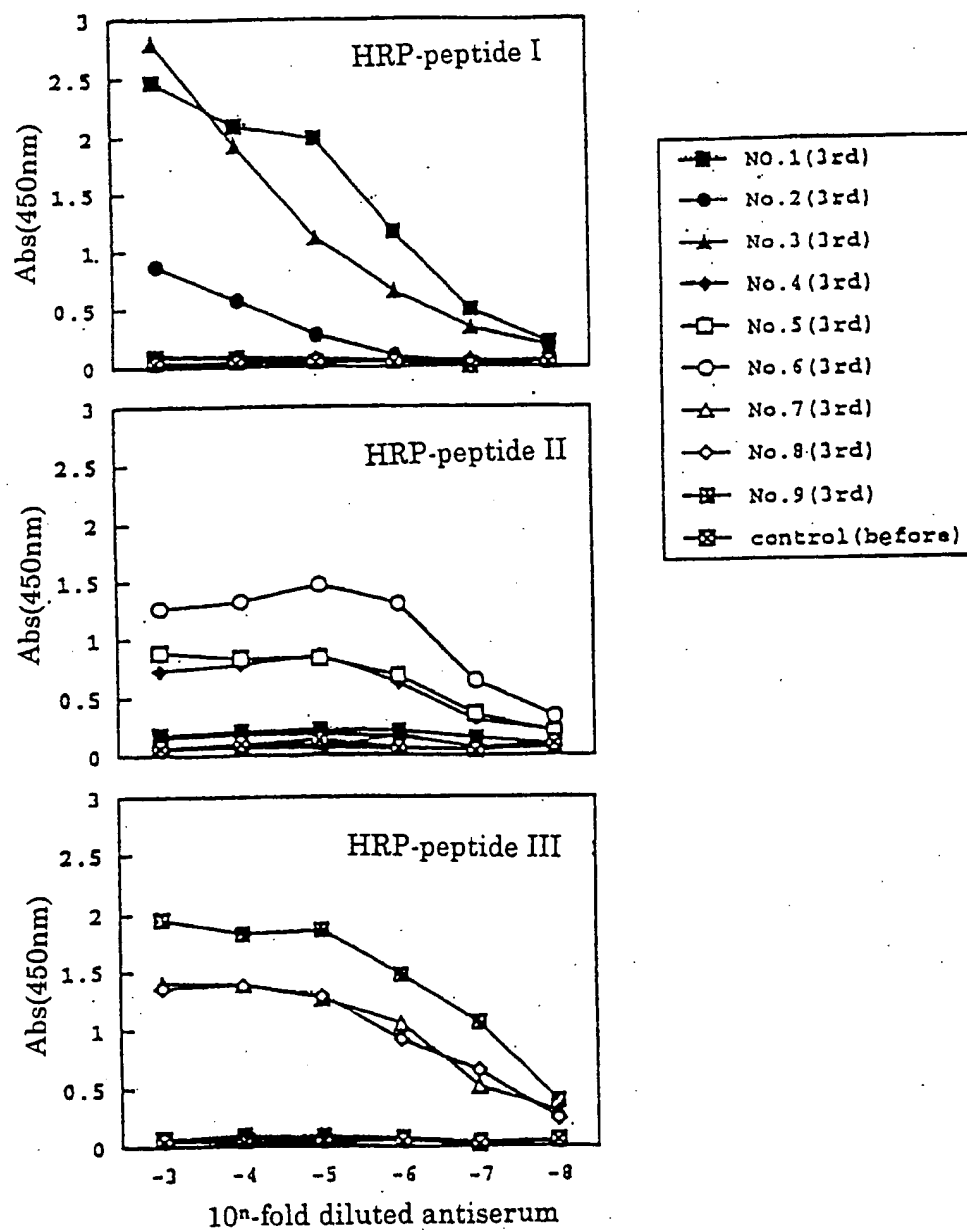 3
HRP-peptide I
2.5
2
1.5
1
0.5
0
Abs(450nm)
3
HRP-peptide II
2.5
2
1.5
1
0.5
0
Abs(450nm)
3
HRP-peptide III
2.5
2
1.5
1
0.5
0
Abs(450nm)
-3 -4 -5 -6 -7 -8
10ⁿ-fold diluted antiserum
NO.1(3rd)
No.2(3rd)
No.3(3rd)
No.4(3rd)
No.5(3rd)
No.6(3rd)
No.7(3rd)
No.8(3rd)
No.9(3rd)
control(before)